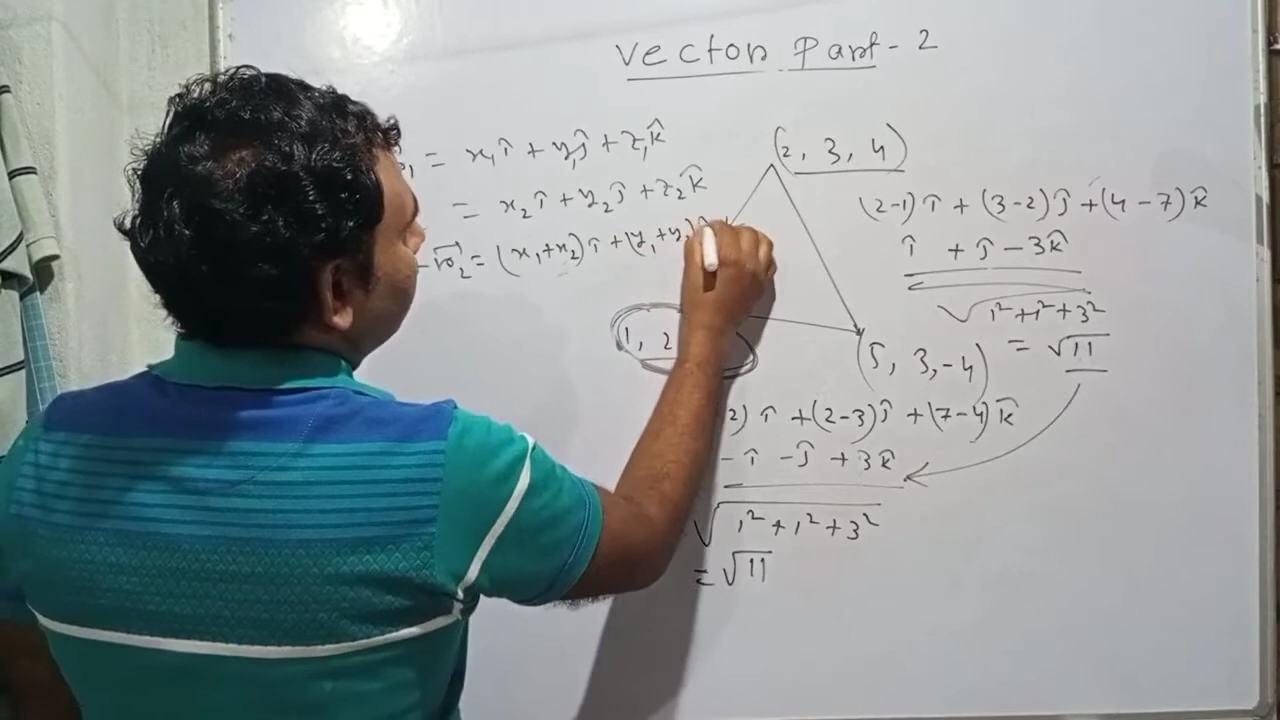 Vector Part - 2
= x₁î + y₁ĵ + z₁k̂
= x₂î + y₂ĵ + z₂k̂
= (x₁+x₂)î + (y₁+y₂)
(2, 3, 4)
(2-1)î + (3-2)ĵ + (4-7)k̂
î + ĵ - 3k̂
√1²+1²+3²
= √11
1, 2
(5, 3, -4)
2)î + (2-3)ĵ + (7-4)k̂
-î - ĵ + 3k̂
√1²+1²+3²
= √11